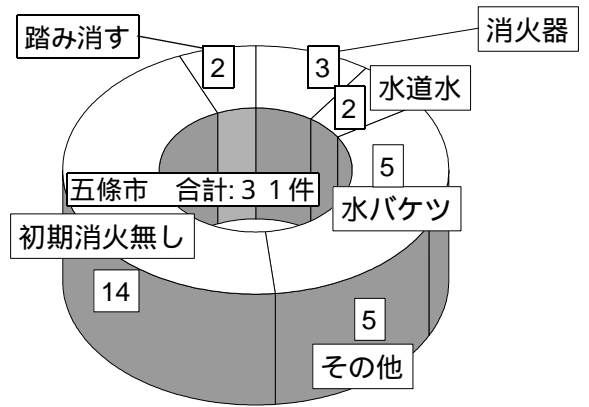 踏み消す
2
消火器
3
水道水
2
5
水バケツ
五條市 合計:３１件
初期消火無し
14
5
その他